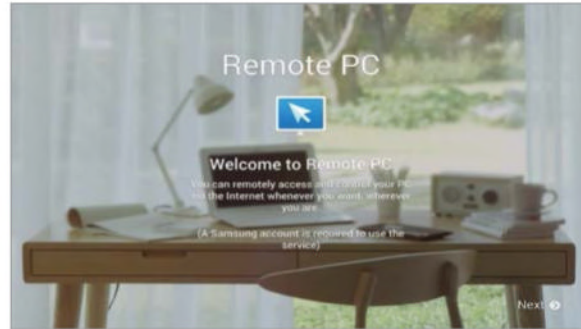 Remote PC
Welcome to Remote PC
You can remotely access and control your PC
via the Internet whenever you want, wherever
you are.
(A Samsung account is required to use the
service)
Next